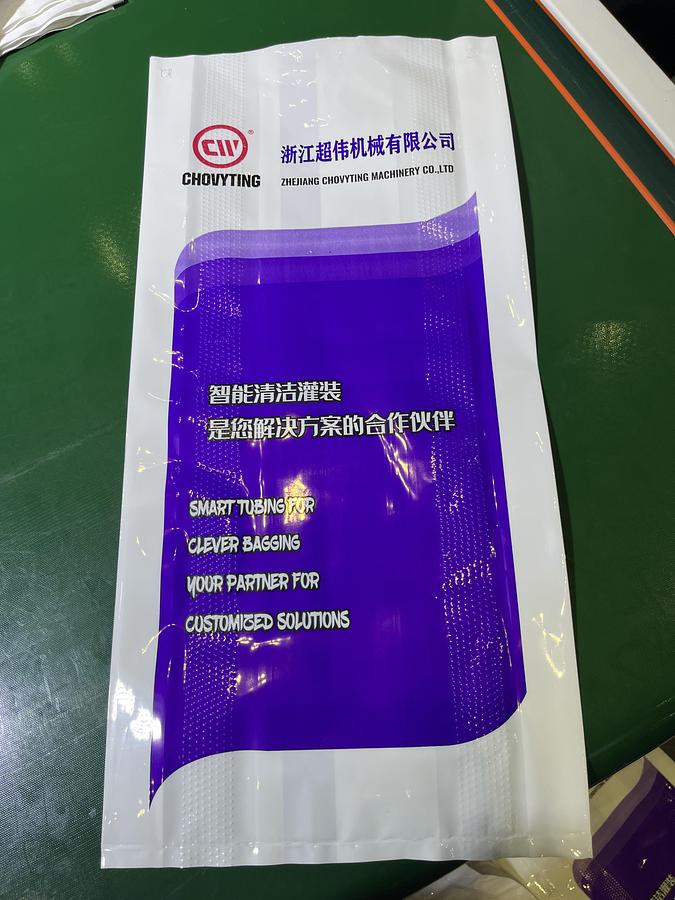 CW ®
CHOVYTING
浙江超伟机械有限公司
ZHEJIANG CHOVYTING MACHINERY CO.,LTD
智能清洁灌装
是您解决方案的合作伙伴
SMART TUBING FOR
CLEVER BAGGING
YOUR PARTNER FOR
CUSTOMIZED SOLUTIONS